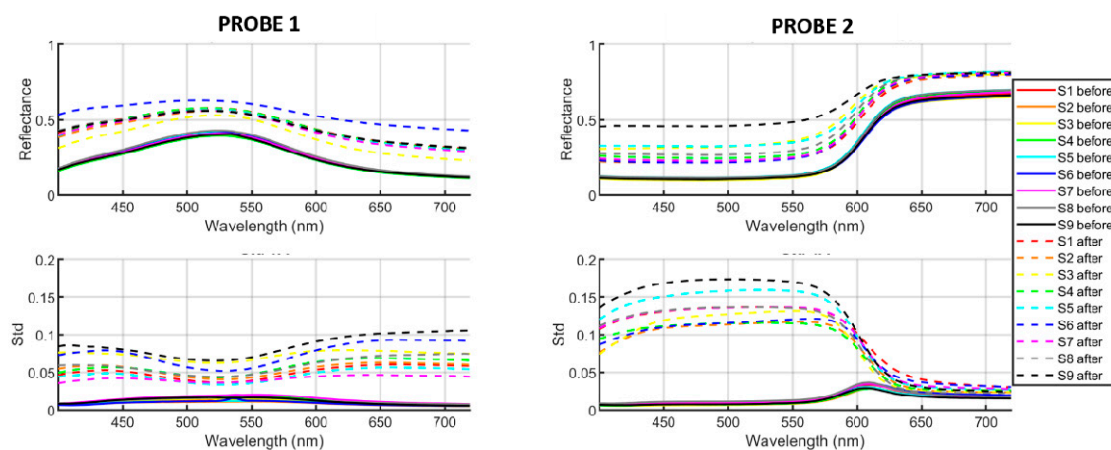 PROBE 1
PROBE 2
1
0.5
0
Reflectance
450 500 550 600 650 700
Wavelength (nm)
1
0.5
0
Reflectance
450 500 550 600 650 700
Wavelength (nm)
0.2
0.15
0.1
0.05
0
Std
450 500 550 600 650 700
Wavelength (nm)
0.2
0.15
0.1
0.05
0
Std
450 500 550 600 650 700
Wavelength (nm)
S1 before
S2 before
S3 before
S4 before
S5 before
S6 before
S7 before
S8 before
S9 before
S1 after
S2 after
S3 after
S4 after
S5 after
S6 after
S7 after
S8 after
S9 after